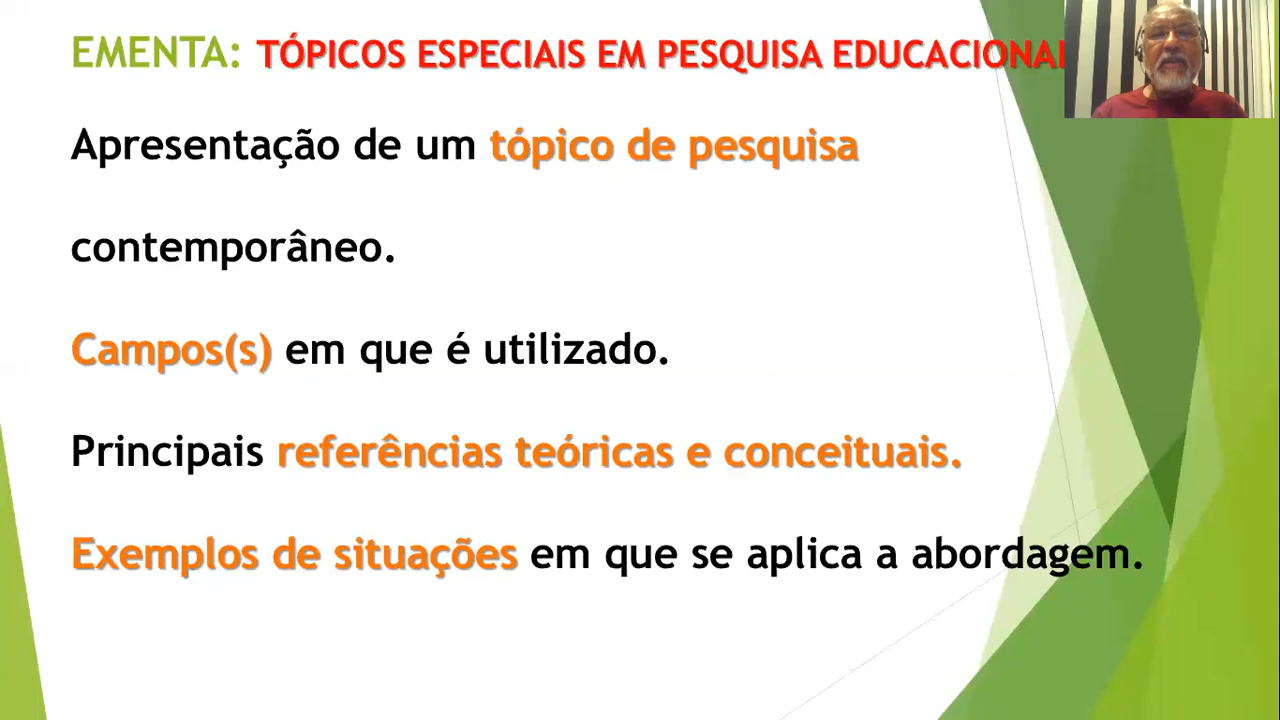 EMENTA: TÓPICOS ESPECIAIS EM PESQUISA EDUCACIONAL
Apresentação de um tópico de pesquisa
contemporâneo.
Campos(s) em que é utilizado.
Principais referências teóricas e conceituais.
Exemplos de situações em que se aplica a abordagem.